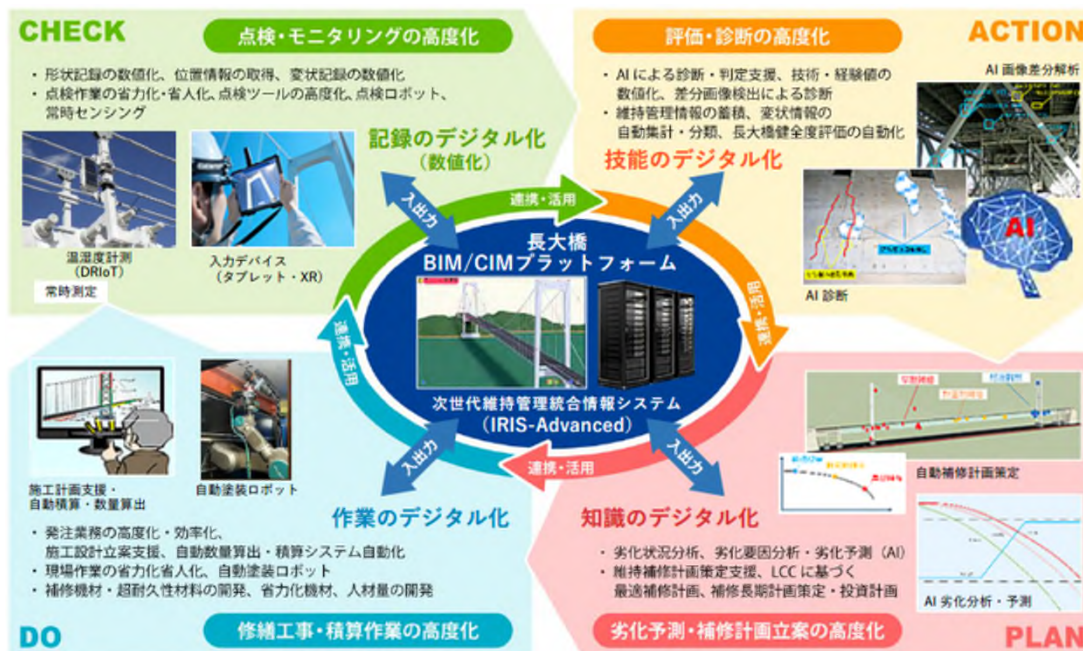 CHECK
点検・モニタリングの高度化
・形状記録の数値化、位置情報の取得、変状記録の数値化
・点検作業の省力化・省人化、点検ツールの高度化、点検ロボット、
常時センシング
記録のデジタル化
（数値化）
温湿度計測
（DRIoT）
常時測定
入力デバイス
（タブレット・XR）
評価・診断の高度化
ACTION
・AIによる診断・判定支援、技術・経験値の
数値化、差分画像検出による診断
・維持管理情報の蓄積、変状情報の
自動集計・分類、長大橋健全度評価の自動化
技能のデジタル化
AI画像差分解析
AI
AI診断
連携・活用
入出力
入出力
長大橋
BIM/CIMプラットフォーム
次世代維持管理統合情報システム
（IRIS-Advanced）
連携・活用
連携・活用
入出力
入出力
連携・活用
施工計画支援・
自動積算・数量算出
自動塗装ロボット
作業のデジタル化
・発注業務の高度化・効率化、
施工設計立案支援、自動数量算出・積算システム自動化
・現場作業の省力化省人化、自動塗装ロボット
・補修機材・超耐久性材料の開発、省力化機材、人材量の開発
DO
修繕工事・積算作業の高度化
自動補修計画策定
知識のデジタル化
・劣化状況分析、劣化要因分析・劣化予測（AI）
・維持補修計画策定支援、LCCに基づく
最適補修計画、補修長期計画策定・投資計画
AI劣化分析・予測
劣化予測・補修計画立案の高度化
PLAN